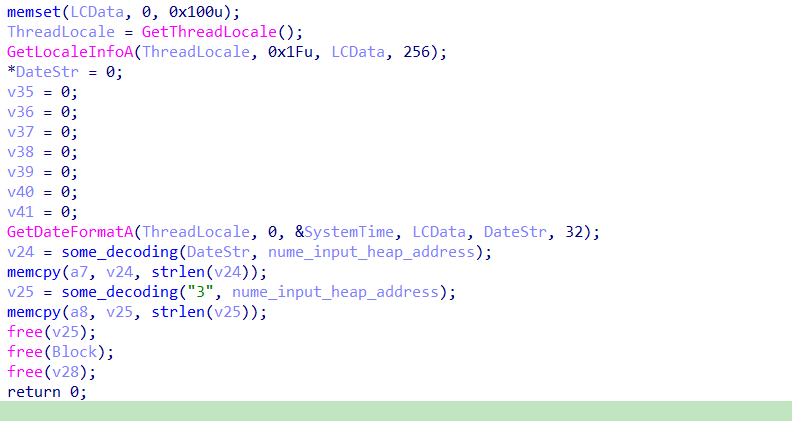 memset(LCData, 0, 0x100u);
ThreadLocale = GetThreadLocale();
GetLocaleInfoA(ThreadLocale, 0x1Fu, LCData, 256);
*DateStr = 0;
v35 = 0;
v36 = 0;
v37 = 0;
v38 = 0;
v39 = 0;
v40 = 0;
v41 = 0;
GetDateFormatA(ThreadLocale, 0, &SystemTime, LCData, DateStr, 32);
v24 = some_decoding(DateStr, nume_input_heap_address);
memcpy(a7, v24, strlen(v24));
v25 = some_decoding("3", nume_input_heap_address);
memcpy(a8, v25, strlen(v25));
free(v25);
free(Block);
free(v28);
return 0;